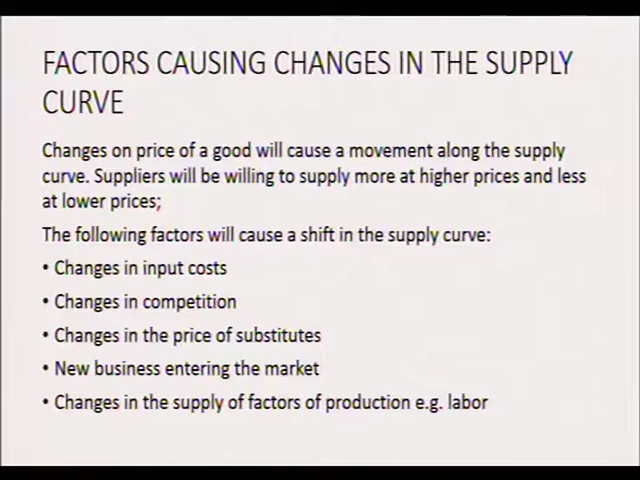 FACTORS CAUSING CHANGES IN THE SUPPLY
CURVE
Changes on price of a good will cause a movement along the supply
curve. Suppliers will be willing to supply more at higher prices and less
at lower prices;
The following factors will cause a shift in the supply curve:
• Changes in input costs
• Changes in competition
• Changes in the price of substitutes
• New business entering the market
• Changes in the supply of factors of production e.g. labor